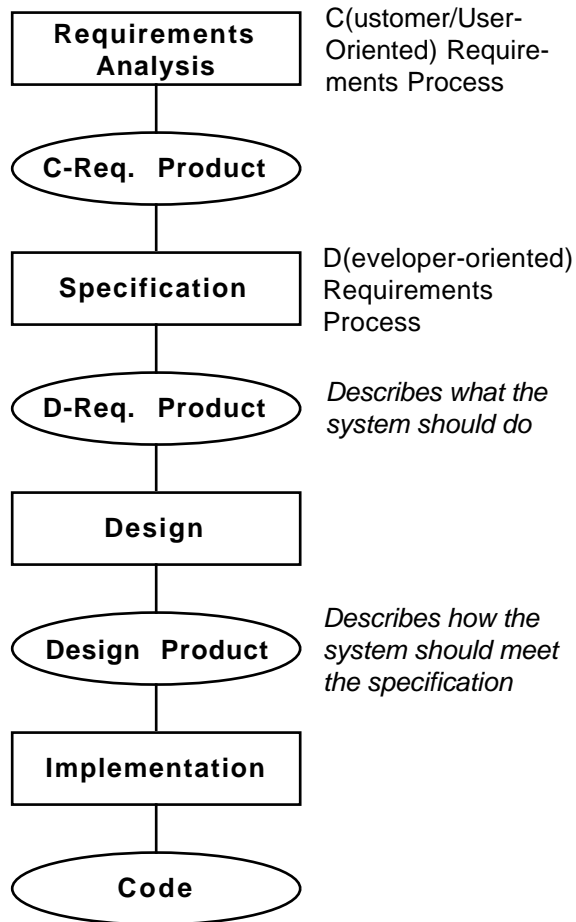 Requirements
Analysis
C(ustomer/User-
Oriented) Require-
ments Process
C-Req. Product
Specification
D(eveloper-oriented)
Requirements
Process
D-Req. Product
Describes what the
system should do
Design
Design Product
Describes how the
system should meet
the specification
Implementation
Code